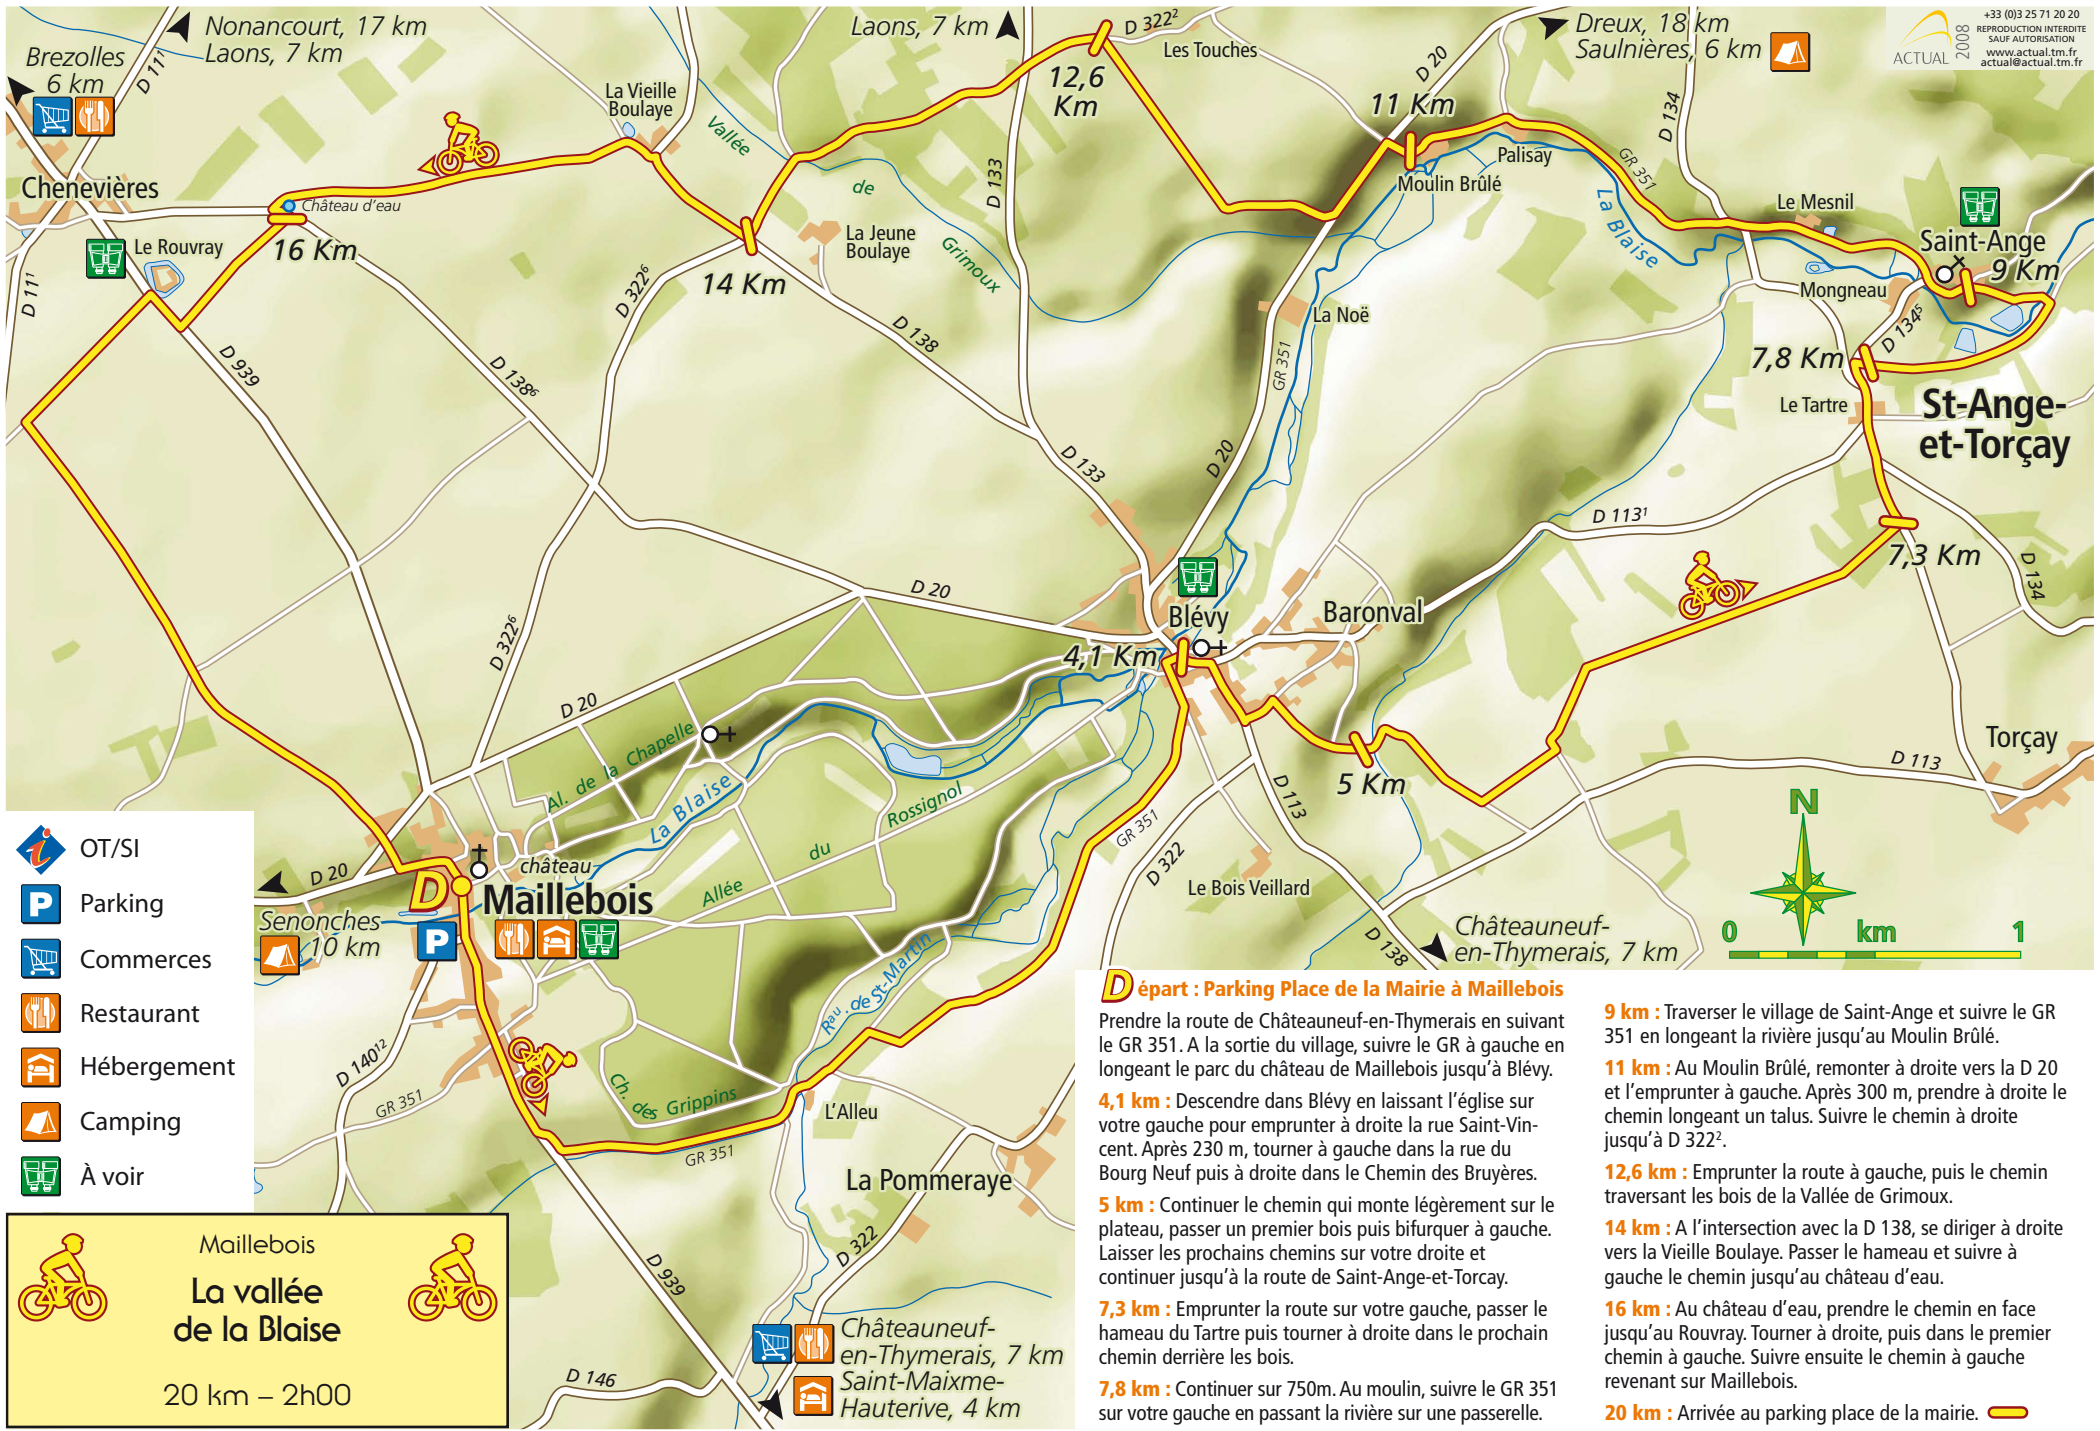 Nonancourt, 17 km
Laons, 7 km
Brezolles
6 km
D 111¹
Laons, 7 km
D 322²
Les Touches
12,6
Km
D 20
11 Km
Dreux, 18 km
Saulnières, 6 km
ACTUAL
2008
+33 (0)3 25 71 20 20
REPRODUCTION INTERDITE
SAUF AUTORISATION
www.actual.tm.fr
actual@actual.tm.fr
La Vieille
Boulaye
Vallée
de
Grimoux
D 133
Palisay
Moulin Brûlé
GR 351
La Blaise
D 134
Le Mesnil
Saint-Ange
9 Km
Chenevières
Château d'eau
Le Rouvray
16 Km
D 111¹
La Jeune
Boulaye
14 Km
D 322⁶
D 138
La Noë
GR 351
Mongneau
D 134⁵
7,8 Km
Le Tartre
St-Ange-
et-Torçay
D 939
D 138⁶
D 133
D 20
D 113¹
7,3 Km
D 134
D 20
Blévy
Baronval
4,1 Km
D 322⁶
D 20
Al. de la Chapelle
La Blaise
Allée
du
Rossignol
5 Km
D 113
Torçay
D 113
GR 351
D 322
Le Bois Veillard
D 138
Châteauneuf-
en-Thymerais, 7 km
N
0
km
1
D 20
D
château
Maillebois
P
Senonches
10 km
Rau. de St-Martin
D 140¹²
GR 351
Ch. des Grippins
GR 351
L'Alleu
La Pommeraye
D 322
D 939
D 146
Châteauneuf-
en-Thymerais, 7 km
Saint-Maixme-
Hauterive, 4 km
i
OT/SI
P
Parking
Commerces
Restaurant
Hébergement
Camping
À voir
Maillebois
La vallée
de la Blaise
20 km – 2h00
Départ : Parking Place de la Mairie à Maillebois
Prendre la route de Châteauneuf-en-Thymerais en suivant
le GR 351. A la sortie du village, suivre le GR à gauche en
longeant le parc du château de Maillebois jusqu'à Blévy.
4,1 km : Descendre dans Blévy en laissant l'église sur
votre gauche pour emprunter à droite la rue Saint-Vin-
cent. Après 230 m, tourner à gauche dans la rue du
Bourg Neuf puis à droite dans le Chemin des Bruyères.
5 km : Continuer le chemin qui monte légèrement sur le
plateau, passer un premier bois puis bifurquer à gauche.
Laisser les prochains chemins sur votre droite et
continuer jusqu'à la route de Saint-Ange-et-Torcay.
7,3 km : Emprunter la route sur votre gauche, passer le
hameau du Tartre puis tourner à droite dans le prochain
chemin derrière les bois.
7,8 km : Continuer sur 750m. Au moulin, suivre le GR 351
sur votre gauche en passant la rivière sur une passerelle.
9 km : Traverser le village de Saint-Ange et suivre le GR
351 en longeant la rivière jusqu'au Moulin Brûlé.
11 km : Au Moulin Brûlé, remonter à droite vers la D 20
et l'emprunter à gauche. Après 300 m, prendre à droite le
chemin longeant un talus. Suivre le chemin à droite
jusqu'à D 322².
12,6 km : Emprunter la route à gauche, puis le chemin
traversant les bois de la Vallée de Grimoux.
14 km : A l'intersection avec la D 138, se diriger à droite
vers la Vieille Boulaye. Passer le hameau et suivre à
gauche le chemin jusqu'au château d'eau.
16 km : Au château d'eau, prendre le chemin en face
jusqu'au Rouvray. Tourner à droite, puis dans le premier
chemin à gauche. Suivre ensuite le chemin à gauche
revenant sur Maillebois.
20 km : Arrivée au parking place de la mairie.